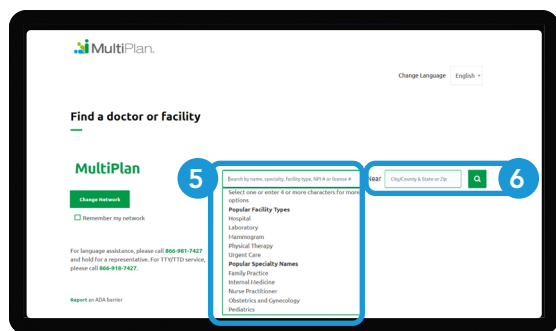 MultiPlan.
Change Language English
Find a doctor or facility
MultiPlan
5
Search by name, specialty, facility type, NPI # or license #
Near
City/County & State or Zip
6
Change Network
Remember my network
Select one or enter 4 or more characters for more
options
Popular Facility Types
Hospital
Laboratory
Mammogram
Physical Therapy
Urgent Care
Popular Specialty Names
Family Practice
Internal Medicine
Nurse Practitioner
Obstetrics and Gynecology
Pediatrics
For language assistance, please call 866-981-7427
and hold for a representative. For TTY/TTD service,
please call 866-918-7427.
Report an ADA barrier